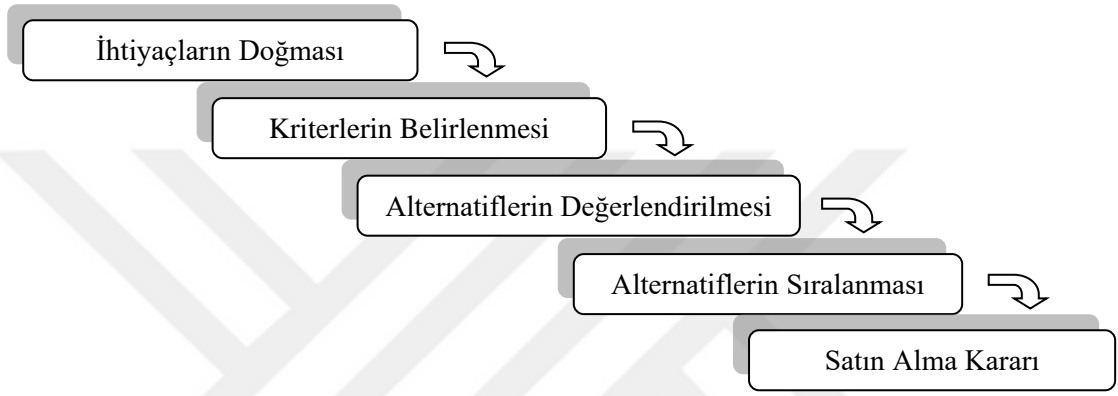 İhtiyaçların Doğması
Kriterlerin Belirlenmesi
Alternatiflerin Değerlendirilmesi
Alternatiflerin Sıralanması
Satın Alma Kararı